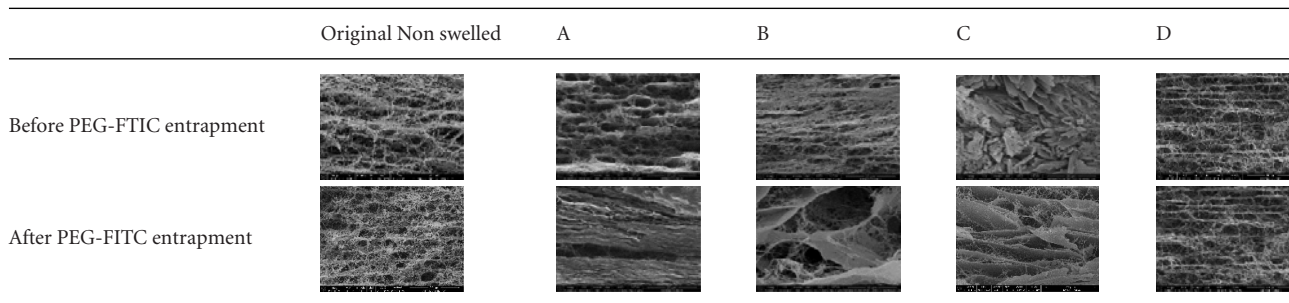 Original Non swelled A B C D
Before PEG-FTIC entrapment
After PEG-FITC entrapment